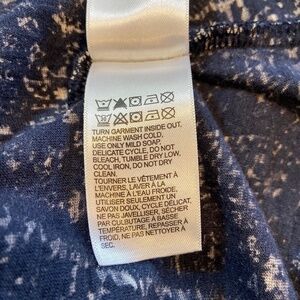 TURN GARMENT INSIDE OUT,
MACHINE WASH COLD,
USE ONLY MILD SOAP,
DELICATE CYCLE, DO NOT
BLEACH, TUMBLE DRY LOW,
COOL IRON, DO NOT DRY
CLEAN.
TOURNER LE VÊTEMENT À
L'ENVERS, LAVER À LA
MACHINE À L'EAU FROIDE,
UTILISER SEULEMENT UN
SAVON DOUX, CYCLE DÉLICAT,
NE PAS JAVELLISER, SÉCHER
PAR CULBUTAGE À BASSE
TEMPÉRATURE, REPASSER À
FROID, NE PAS NETTOYER À
SEC.